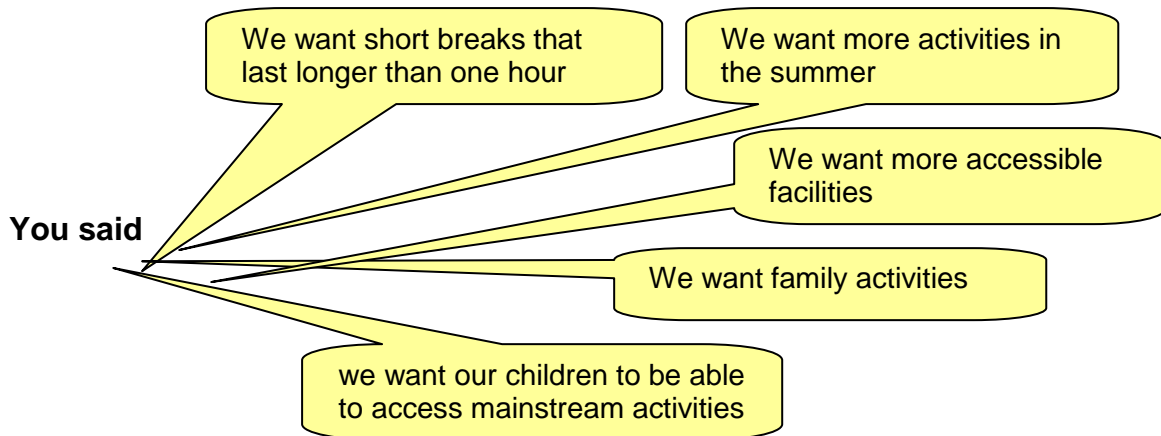 We want short breaks that
last longer than one hour
We want more activities in
the summer
We want more accessible
facilities
You said
We want family activities
we want our children to be able
to access mainstream activities